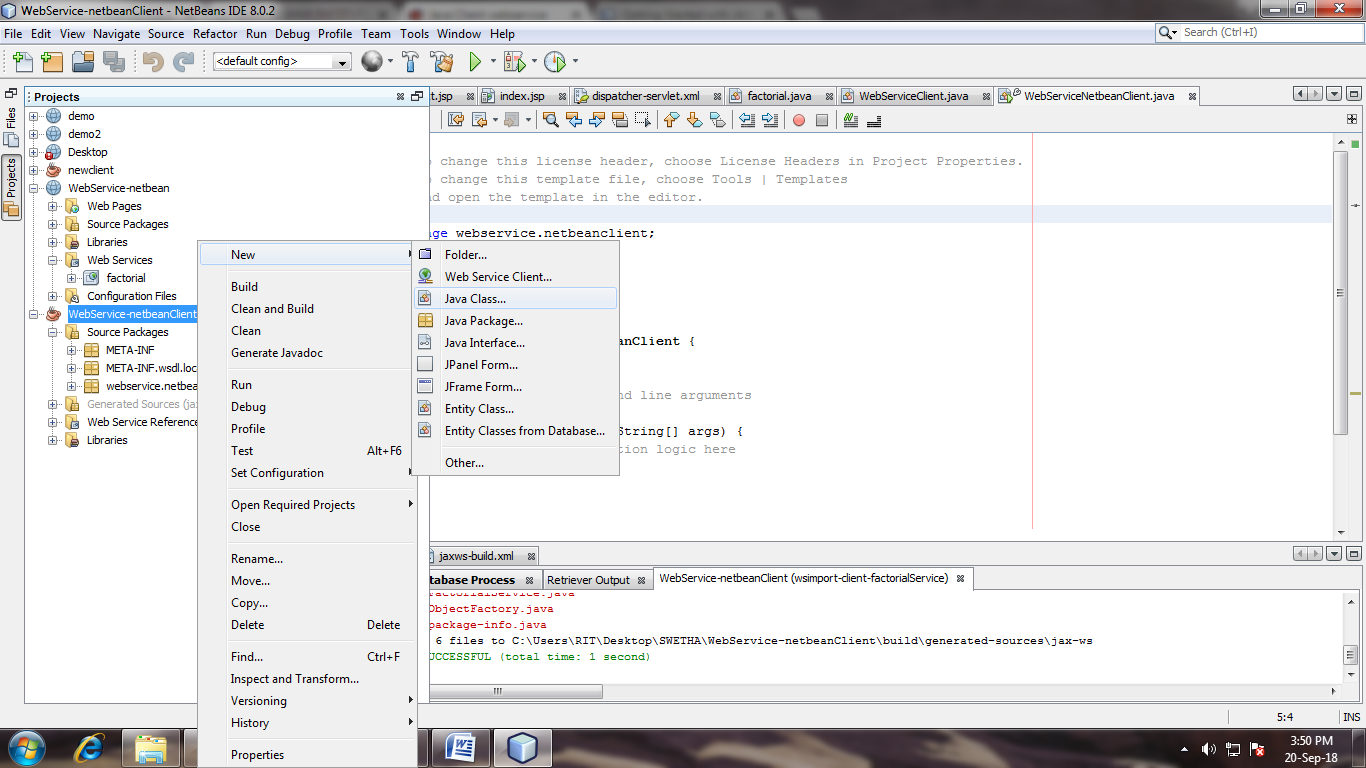 WebService-netbeanClient - NetBeans IDE 8.0.2
File Edit View Navigate Source Refactor Run Debug Profile Team Tools Window Help
Search (Ctrl+I)
<default config>
Files
Projects
Projects
demo
demo2
Desktop
newclient
WebService-netbean
Web Pages
Source Packages
Libraries
Web Services
factorial
Configuration Files
WebService-netbeanClient
Source Packages
META-INF
META-INF.wsdl.loc
webservice.netbea
Generated Sources (jax
Web Service Reference
Libraries
New
Build
Clean and Build
Clean
Generate Javadoc
Run
Debug
Profile
Test Alt+F6
Set Configuration
Open Required Projects
Close
Rename...
Move...
Copy...
Delete Delete
Find... Ctrl+F
Inspect and Transform...
Versioning
History
Properties
Folder...
Web Service Client...
Java Class...
Java Package...
Java Interface...
JPanel Form...
JFrame Form...
Entity Class...
Entity Classes from Database...
Other...
t.jsp index.jsp dispatcher-servlet.xml factorial.java WebServiceClient.java WebServiceNetbeanClient.java
o change this license header, choose License Headers in Project Properties.
o change this template file, choose Tools | Templates
nd open the template in the editor.
ge webservice.netbeanclient;
anClient {
nd line arguments
String[] args) {
tion logic here
jaxws-build.xml
tabase Process Retriever Output WebService-netbeanClient (wsimport-client-factorialService)
actorialService.java
ObjectFactory.java
package-info.java
6 files to C:\Users\RIT\Desktop\SWETHA\WebService-netbeanClient\build\generated-sources\jax-ws
UCCESSFUL (total time: 1 second)
5:4 INS
3:50 PM
20-Sep-18